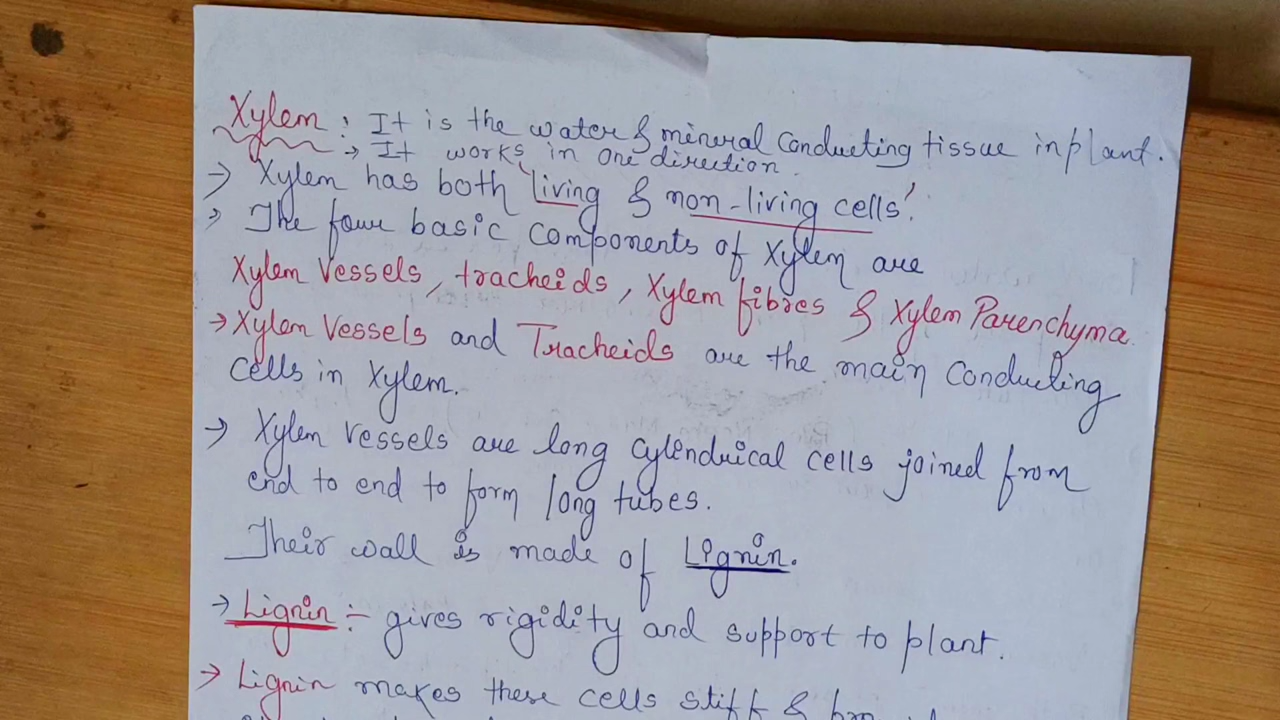 Xylem : It is the water & mineral conducting tissue in plant.
→ It works in one direction.
→ Xylem has both living & non-living cells.
→ The four basic components of Xylem are
Xylem Vessels, tracheids, Xylem fibres & Xylem Parenchyma.
→ Xylem Vessels and Tracheids are the main conducting
cells in Xylem.
→ Xylem Vessels are long cylendrical cells joined from
end to end to form long tubes.
Their wall is made of Lignin.
→ Lignin :- gives rigidity and support to plant.
→ Lignin makes these cells stiff &